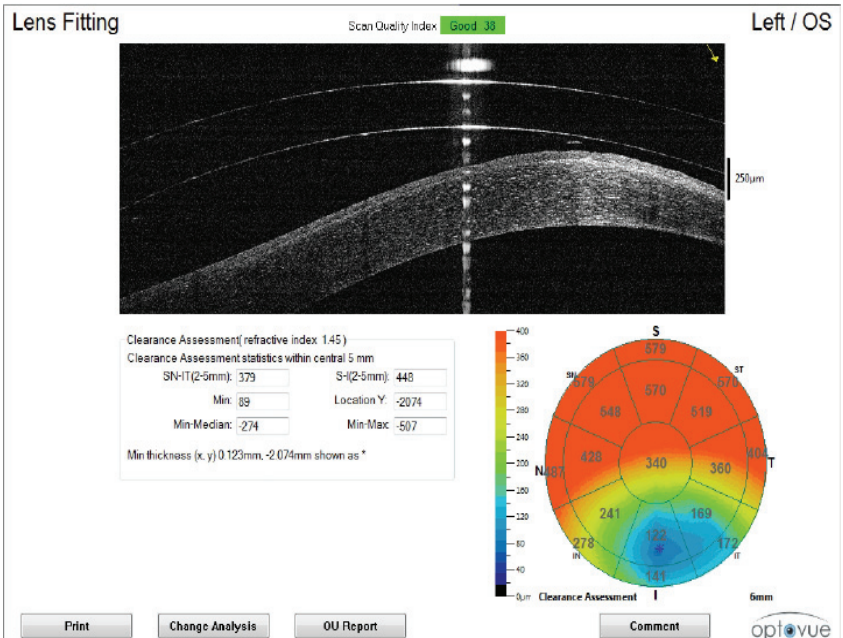 Lens Fitting
Scan Quality Index Good 38
Left / OS
250µm
Clearance Assessment( refractive index 1.45 )
Clearance Assessment statistics within central 5 mm
SN-IT(2-5mm): 379 S-I(2-5mm): 448
Min: 89 Location Y: -2074
Min-Median: -274 Min-Max: -507
Min thickness (x, y) 0.123mm, -2.074mm shown as *
400
360
320
280
240
200
160
120
80
40
0µm
S
579
SN 579 570 ST 570
548 519
N 487 428 340 360 404 T
241 169
278 122 172
IN IT
141
Clearance Assessment I 6mm
Print Change Analysis OU Report Comment
optovue